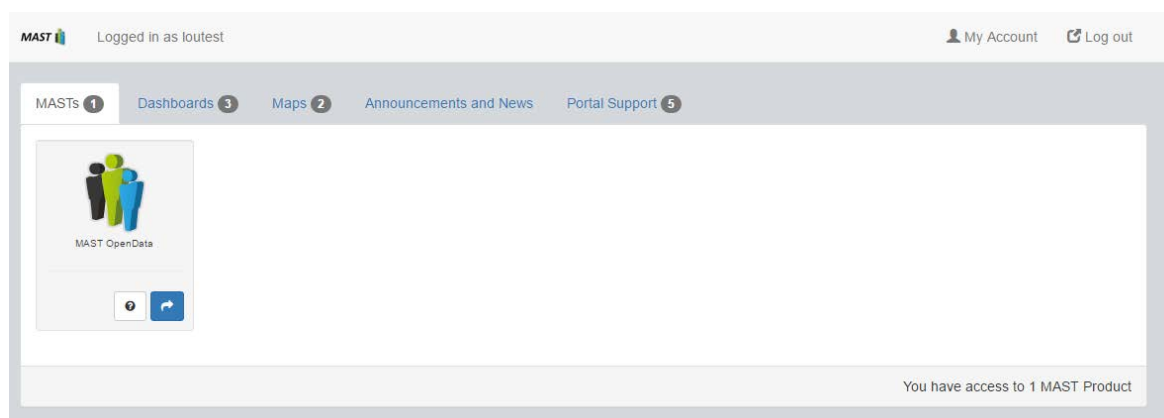 MAST Logged in as loutest My Account Log out
MASTs 1 Dashboards 3 Maps 2 Announcements and News Portal Support 5
MAST OpenData
You have access to 1 MAST Product